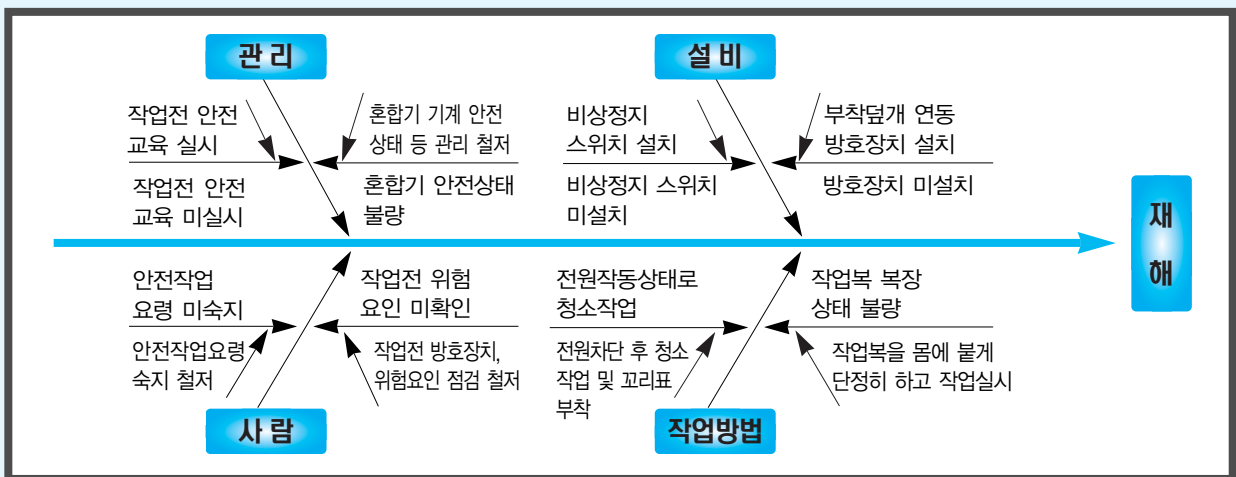 관 리
설 비
작업전 안전
교육 실시
혼합기 기계 안전
상태 등 관리 철저
작업전 안전
교육 미실시
혼합기 안전상태
불량
비상정지
스위치 설치
부착덮개 연동
방호장치 설치
비상정지 스위치
미설치
방호장치 미설치
재
해
안전작업
요령 미숙지
작업전 위험
요인 미확인
안전작업요령
숙지 철저
작업전 방호장치,
위험요인 점검 철저
전원작동상태로
청소작업
작업복 복장
상태 불량
전원차단 후 청소
작업 및 꼬리표
부착
작업복을 몸에 붙게
단정히 하고 작업실시
사 람
작업방법